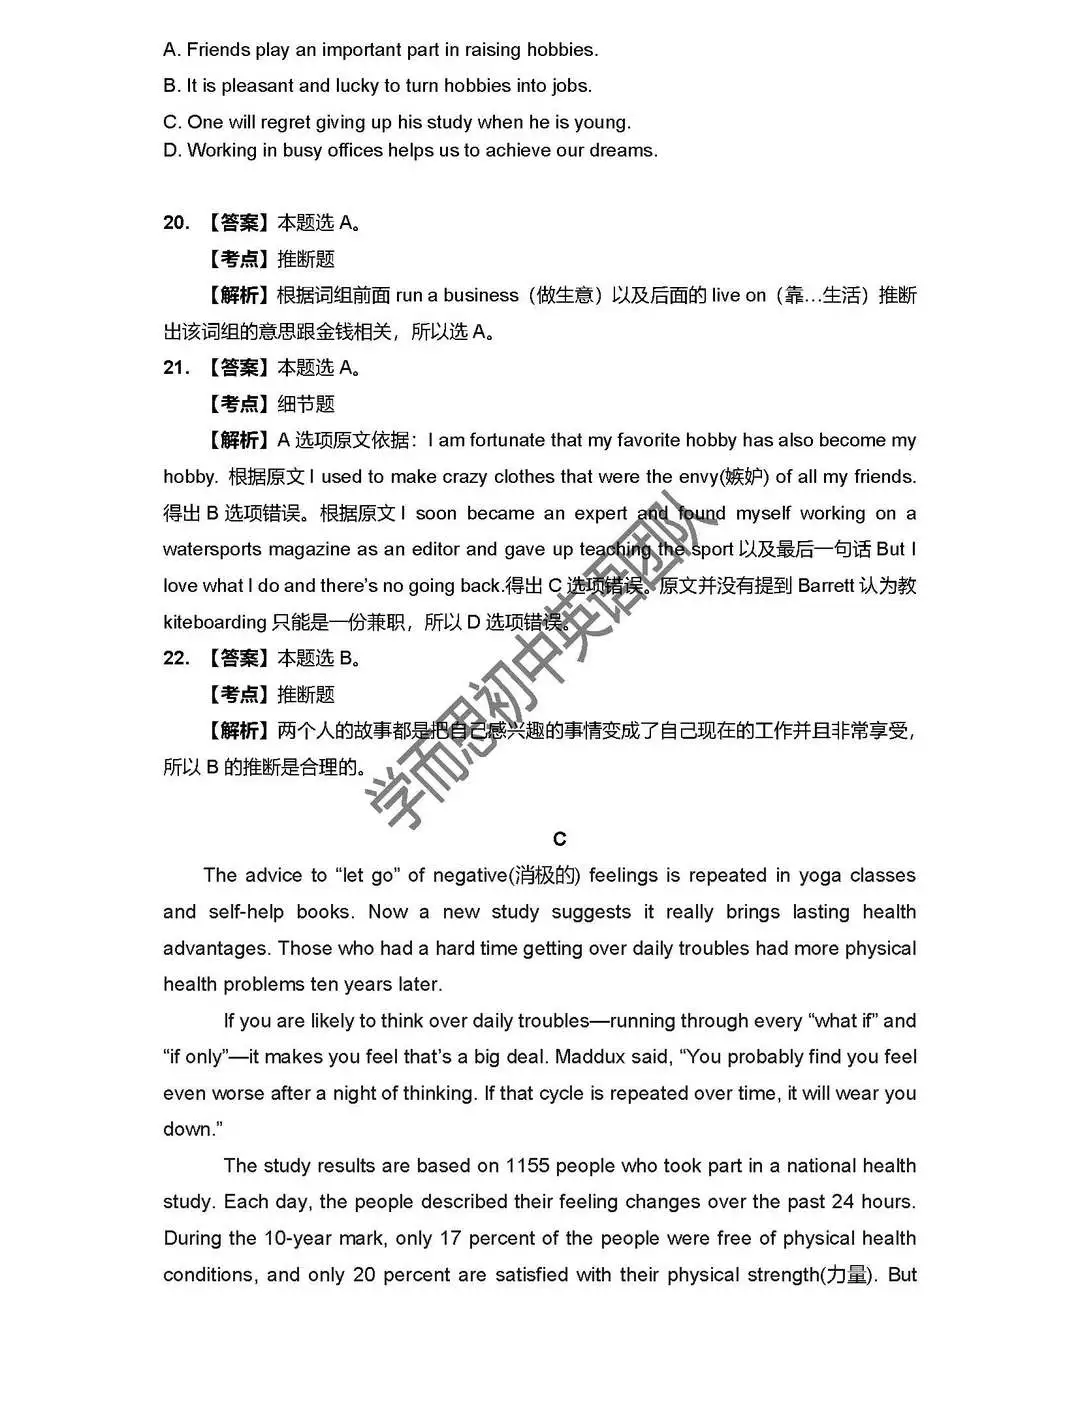 A. Friends play an important part in raising hobbies.
B. It is pleasant and lucky to turn hobbies into jobs.
C. One will regret giving up his study when he is young.
D. Working in busy offices helps us to achieve our dreams.
20. 【答案】本题选 A。
【考点】推断题
【解析】根据词组前面 run a business（做生意）以及后面的 live on（靠…生活）推断
出该词组的意思跟金钱相关，所以选 A。
21. 【答案】本题选 A。
【考点】细节题
【解析】A 选项原文依据：I am fortunate that my favorite hobby has also become my
hobby. 根据原文 I used to make crazy clothes that were the envy(嫉妒) of all my friends.
得出 B 选项错误。根据原文 I soon became an expert and found myself working on a
watersports magazine as an editor and gave up teaching the sport 以及最后一句话 But I
love what I do and there’s no going back.得出 C 选项错误。原文并没有提到 Barrett 认为教
kiteboarding 只能是一份兼职，所以 D 选项错误。
22. 【答案】本题选 B。
【考点】推断题
【解析】两个人的故事都是把自己感兴趣的事情变成了自己现在的工作并且非常享受，
所以 B 的推断是合理的。
学而思初中英语团队
C
The advice to “let go” of negative(消极的) feelings is repeated in yoga classes
and self-help books. Now a new study suggests it really brings lasting health
advantages. Those who had a hard time getting over daily troubles had more physical
health problems ten years later.
If you are likely to think over daily troubles—running through every “what if” and
“if only”—it makes you feel that’s a big deal. Maddux said, “You probably find you feel
even worse after a night of thinking. If that cycle is repeated over time, it will wear you
down.”
The study results are based on 1155 people who took part in a national health
study. Each day, the people described their feeling changes over the past 24 hours.
During the 10-year mark, only 17 percent of the people were free of physical health
conditions, and only 20 percent are satisfied with their physical strength(力量). But